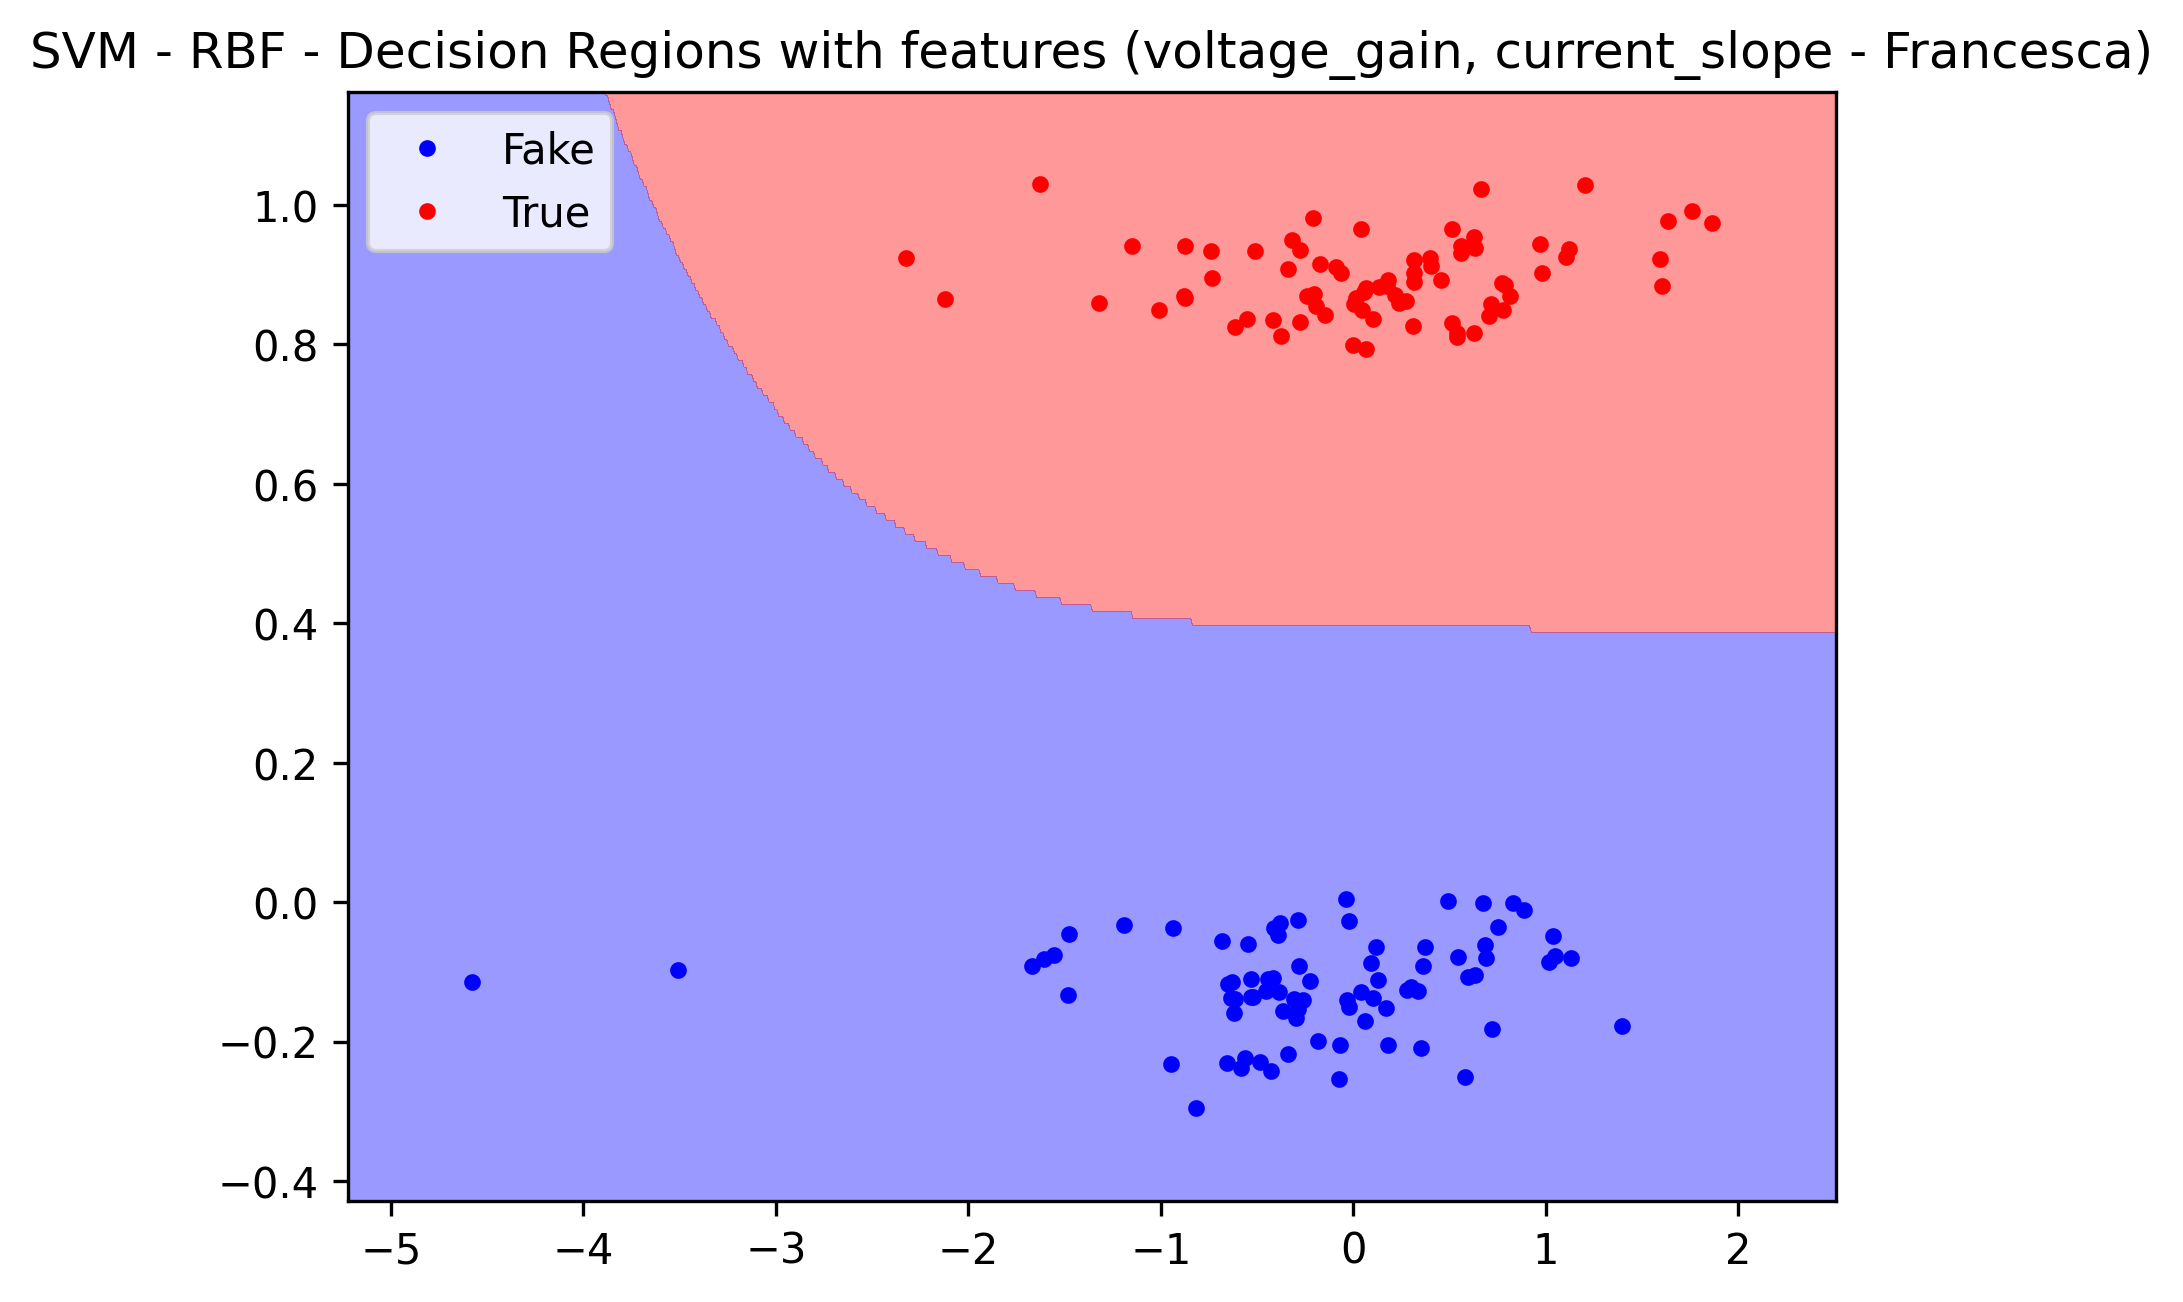 SVM - RBF - Decision Regions with features (voltage_gain, current_slope - Francesca)
Fake
True
1.0
0.8
0.6
0.4
0.2
0.0
−0.2
−0.4
−5 −4 −3 −2 −1 0 1 2